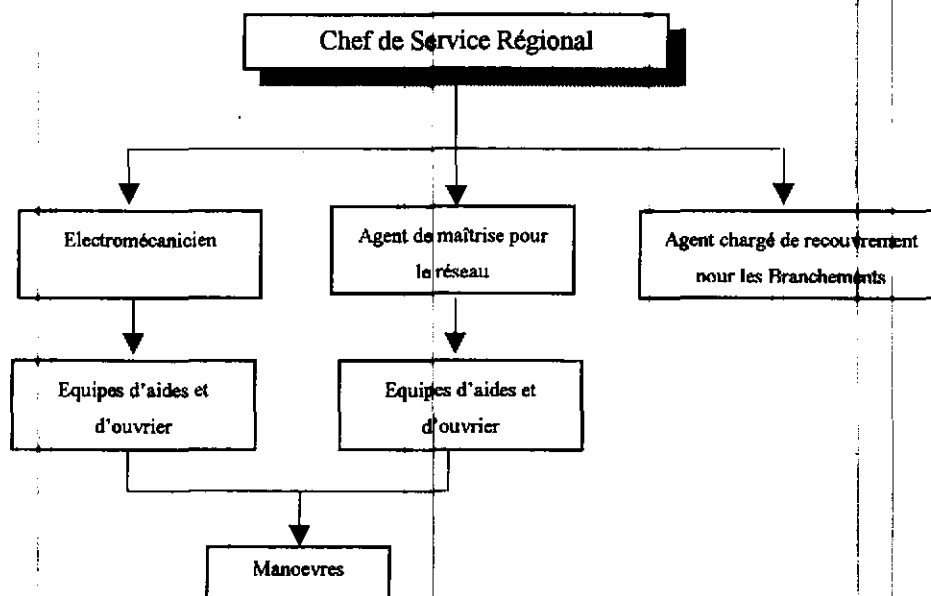 Chef de Service Régional
Electromécanicien
Agent de maîtrise pour
le réseau
Agent chargé de recouvrement
pour les Branchements
Equipes d'aides et
d'ouvrier
Equipes d'aides et
d'ouvrier
Manoevres